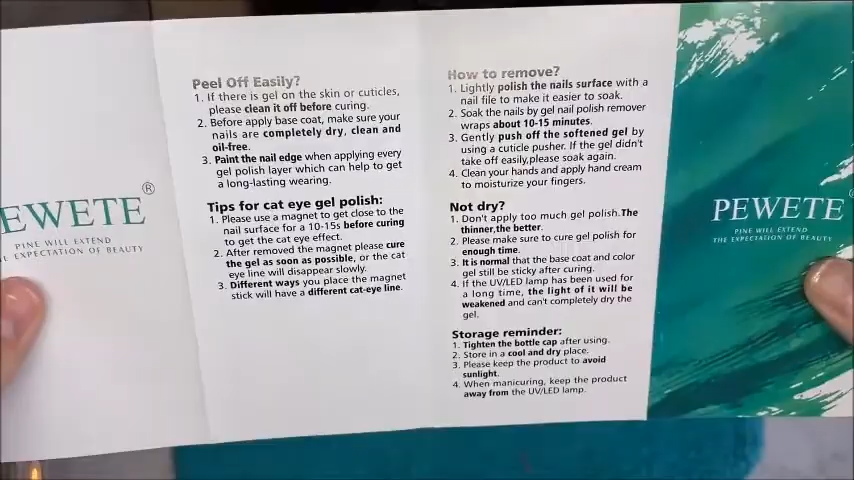 EWETE®
PINE WILL EXTEND
EXPECTATION OF BEAUTY
Peel Off Easily?
1. If there is gel on the skin or cuticles,
please clean it off before curing.
2. Before apply base coat, make sure your
nails are completely dry, clean and
oil-free.
3. Paint the nail edge when applying every
gel polish layer which can help to get
a long-lasting wearing.
Tips for cat eye gel polish:
1. Please use a magnet to get close to the
nail surface for a 10-15s before curing
to get the cat eye effect.
2. After removed the magnet please cure
the gel as soon as possible, or the cat
eye line will disappear slowly.
3. Different ways you place the magnet
stick will have a different cat-eye line.
How to remove?
1. Lightly polish the nails surface with a
nail file to make it easier to soak.
2. Soak the nails by gel nail polish remover
wraps about 10-15 minutes.
3. Gently push off the softened gel by
using a cuticle pusher. If the gel didn't
take off easily,please soak again.
4. Clean your hands and apply hand cream
to moisturize your fingers.
Not dry?
1. Don't apply too much gel polish.The
thinner,the better.
2. Please make sure to cure gel polish for
enough time.
3. It is normal that the base coat and color
gel still be sticky after curing.
4. If the UV/LED lamp has been used for
a long time, the light of it will be
weakened and can't completely dry the
gel.
Storage reminder:
1. Tighten the bottle cap after using.
2. Store in a cool and dry place.
3. Please keep the product to avoid
sunlight.
4. When manicuring, keep the product
away from the UV/LED lamp.
PEWETE
PINE WILL EXTEND
THE EXPECTATION OF BEAUTY